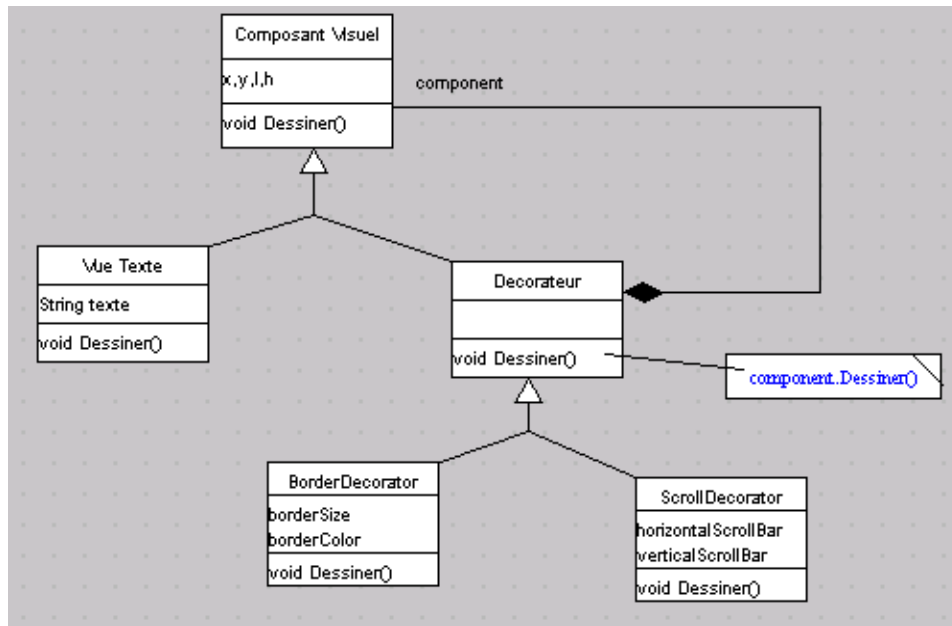 Composant Visuel
x,y,l,h
void Dessiner()
component
Vue Texte
String texte
void Dessiner()
Decorateur
void Dessiner()
component.Dessiner()
BorderDecorator
borderSize
borderColor
void Dessiner()
ScrollDecorator
horizontalScrollBar
verticalScrollBar
void Dessiner()